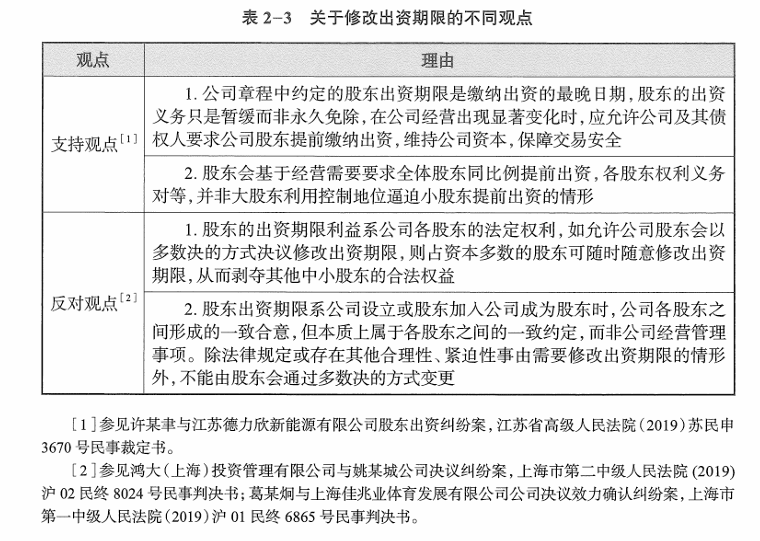 表 2-3 关于修改出资期限的不同观点
观点
理由
支持观点[1]
1. 公司章程中约定的股东出资期限是缴纳出资的最晚日期,股东的出资
义务只是暂缓而非永久免除,在公司经营出现显著变化时,应允许公司及其债
权人要求公司股东提前缴纳出资,维持公司资本,保障交易安全
2. 股东会基于经营需要要求全体股东同比例提前出资,各股东权利义务
对等,并非大股东利用控制地位逼迫小股东提前出资的情形
反对观点[2]
1. 股东的出资期限利益系公司各股东的法定权利,如允许公司股东会以
多数决的方式决议修改出资期限,则占资本多数的股东可随时随意修改出资
期限,从而剥夺其他中小股东的合法权益
2. 股东出资期限系公司设立或股东加入公司成为股东时,公司各股东之
间形成的一致合意,但本质上属于各股东之间的一致约定,而非公司经营管理
事项。除法律规定或存在其他合理性、紧迫性事由需要修改出资期限的情形
外,不能由股东会通过多数决的方式变更
[1]参见许某聿与江苏德力欣新能源有限公司股东出资纠纷案,江苏省高级人民法院(2019)苏民申
3670 号民事裁定书。
[2]参见鸿大(上海)投资管理有限公司与姚某城公司决议纠纷案,上海市第二中级人民法院(2019)
沪 02 民终 8024 号民事判决书;葛某炯与上海佳兆业体育发展有限公司公司决议效力确认纠纷案,上海市
第一中级人民法院(2019)沪 01 民终 6865 号民事判决书。